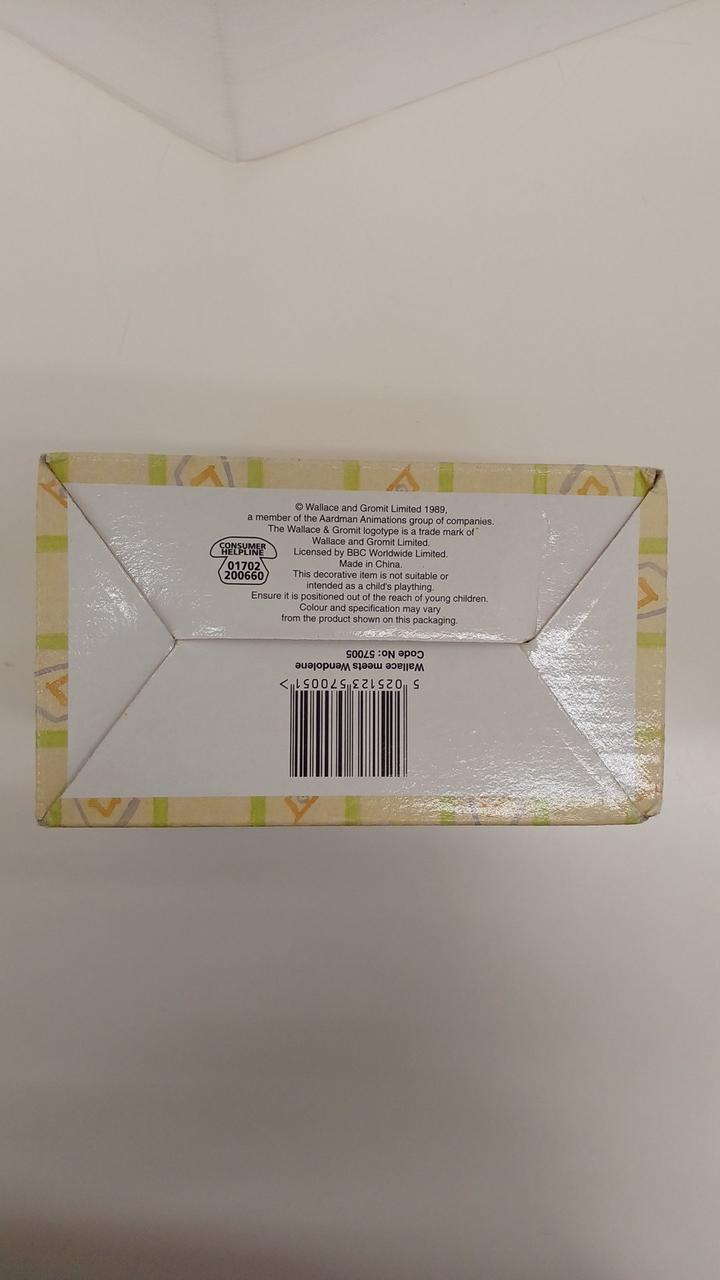 © Wallace and Gromit Limited 1989,
a member of the Aardman Animations group of companies.
The Wallace & Gromit logotype is a trade mark of
Wallace and Gromit Limited.
Licensed by BBC Worldwide Limited.
Made in China.
This decorative item is not suitable or
intended as a child's plaything.
Ensure it is positioned out of the reach of young children.
Colour and specification may vary
from the product shown on this packaging.
CONSUMER
HELPLINE
01702
200660
Wallace meets Wendolene
Code No: 57005
5 025123 570051 >